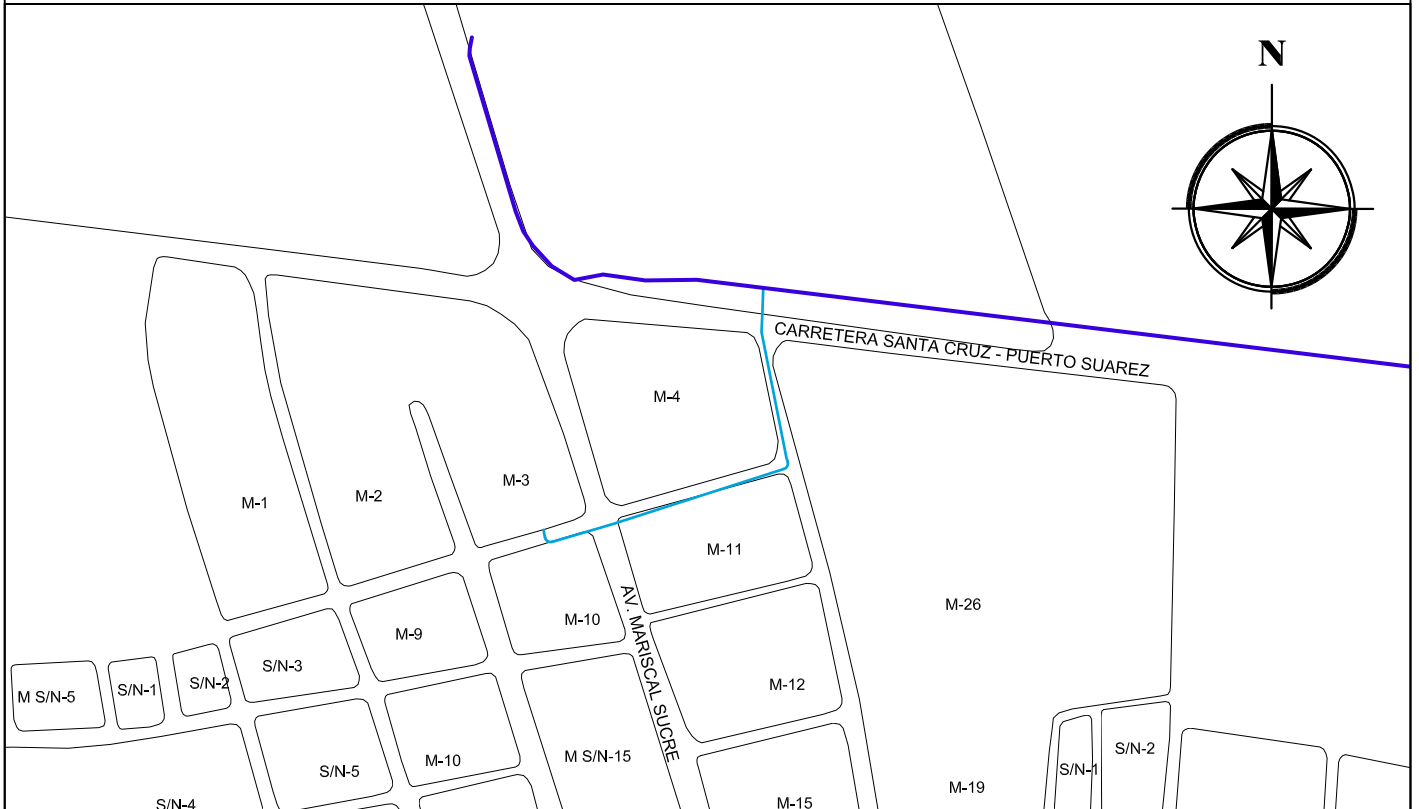 N
CARRETERA SANTA CRUZ - PUERTO SUAREZ
M-4
M-1
M-2
M-3
M-11
M-26
M-10
AV. MARISCAL SUCRE
M-9
S/N-3
M S/N-5
S/N-1
S/N-2
M-12
S/N-5
M-10
M S/N-15
S/N-2
S/N-1
M-19
M-15
S/N-4